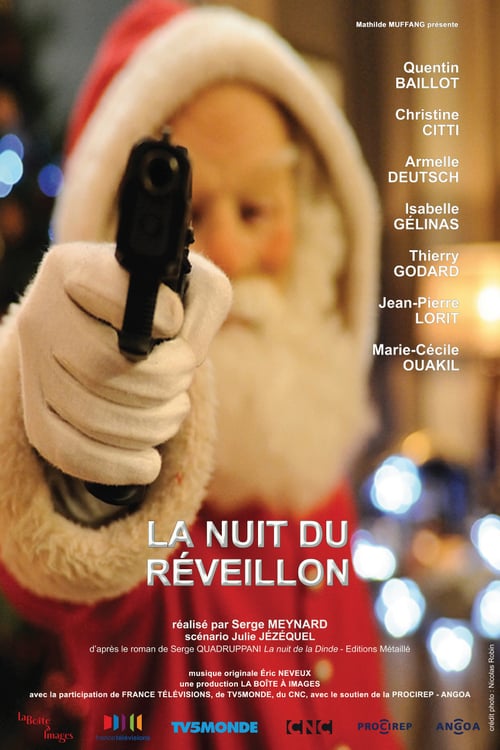 Mathilde MUFFANG présente
Quentin
BAILLOT
Christine
CITTI
Armelle
DEUTSCH
Isabelle
GÉLINAS
Thierry
GODARD
Jean-Pierre
LORIT
Marie-Cécile
OUAKIL
LA NUIT DU
RÉVEILLON
réalisé par Serge MEYNARD
scénario Julie JÉZÉQUEL
d'après le roman de Serge QUADRUPPANI La nuit de la Dinde - Editions Métailié
musique originale Éric NEVEUX
une production LA BOÎTE À IMAGES
avec la participation de FRANCE TÉLÉVISIONS, de TV5MONDE, du CNC, avec le soutien de la PROCIREP - ANGOA
crédit photo : Nicolas Robin
La Boîte à Images
francetélévisions
TV5MONDE
CNC
PROCIREP
ANGOA